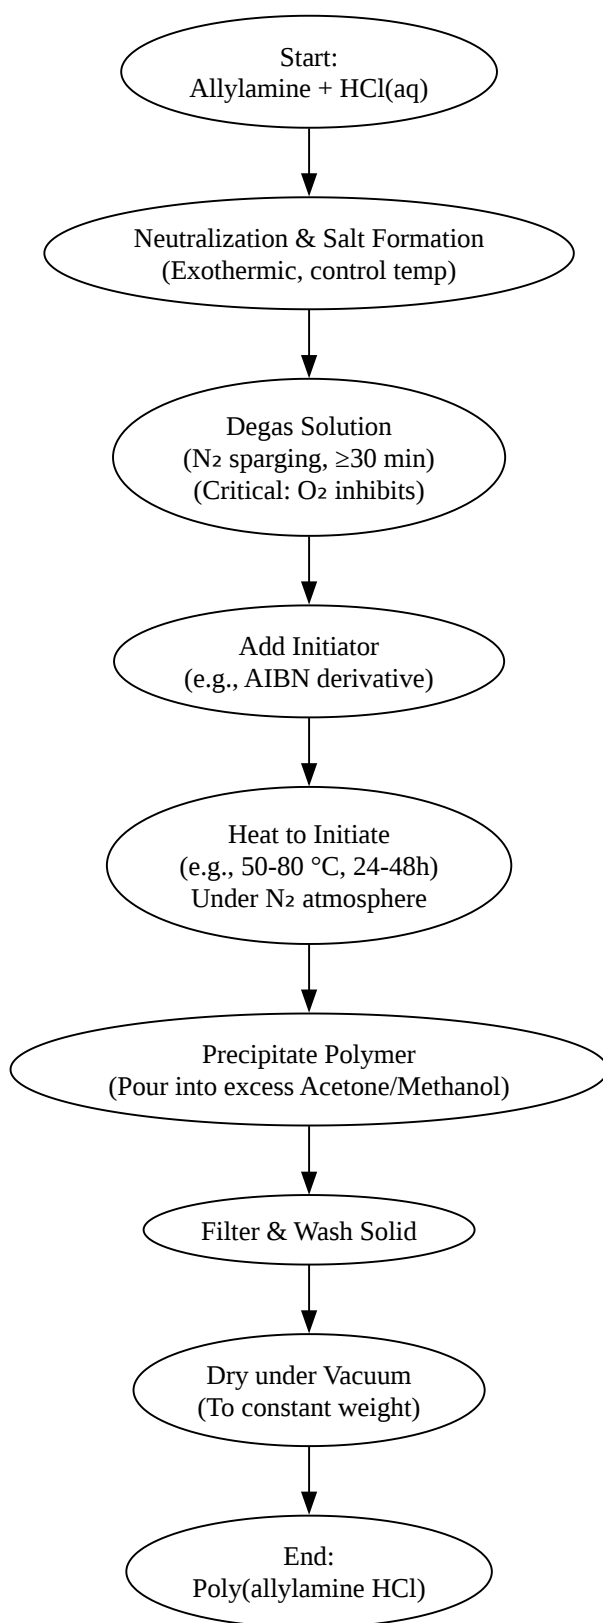 Start:
Allylamine + HCl(aq)
Neutralization & Salt Formation
(Exothermic, control temp)
Degas Solution
(N₂ sparging, ≥30 min)
(Critical: O₂ inhibits)
Add Initiator
(e.g., AIBN derivative)
Heat to Initiate
(e.g., 50-80 °C, 24-48h)
Under N₂ atmosphere
Precipitate Polymer
(Pour into excess Acetone/Methanol)
Filter & Wash Solid
Dry under Vacuum
(To constant weight)
End:
Poly(allylamine HCl)